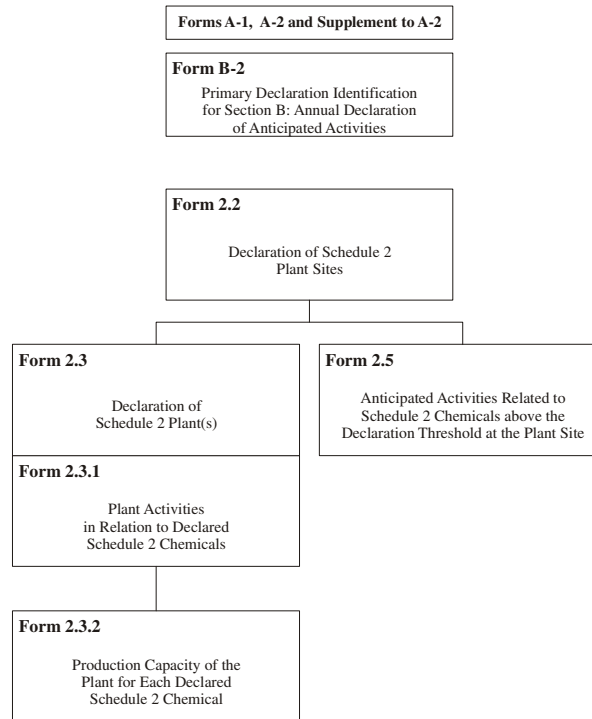 Forms A-1, A-2 and Supplement to A-2
Form B-2
Primary Declaration Identification
for Section B: Annual Declaration
of Anticipated Activities
Form 2.2
Declaration of Schedule 2
Plant Sites
Form 2.3
Declaration of
Schedule 2 Plant(s)
Form 2.3.1
Plant Activities
in Relation to Declared
Schedule 2 Chemicals
Form 2.3.2
Production Capacity of the
Plant for Each Declared
Schedule 2 Chemical
Form 2.5
Anticipated Activities Related to
Schedule 2 Chemicals above the
Declaration Threshold at the Plant Site